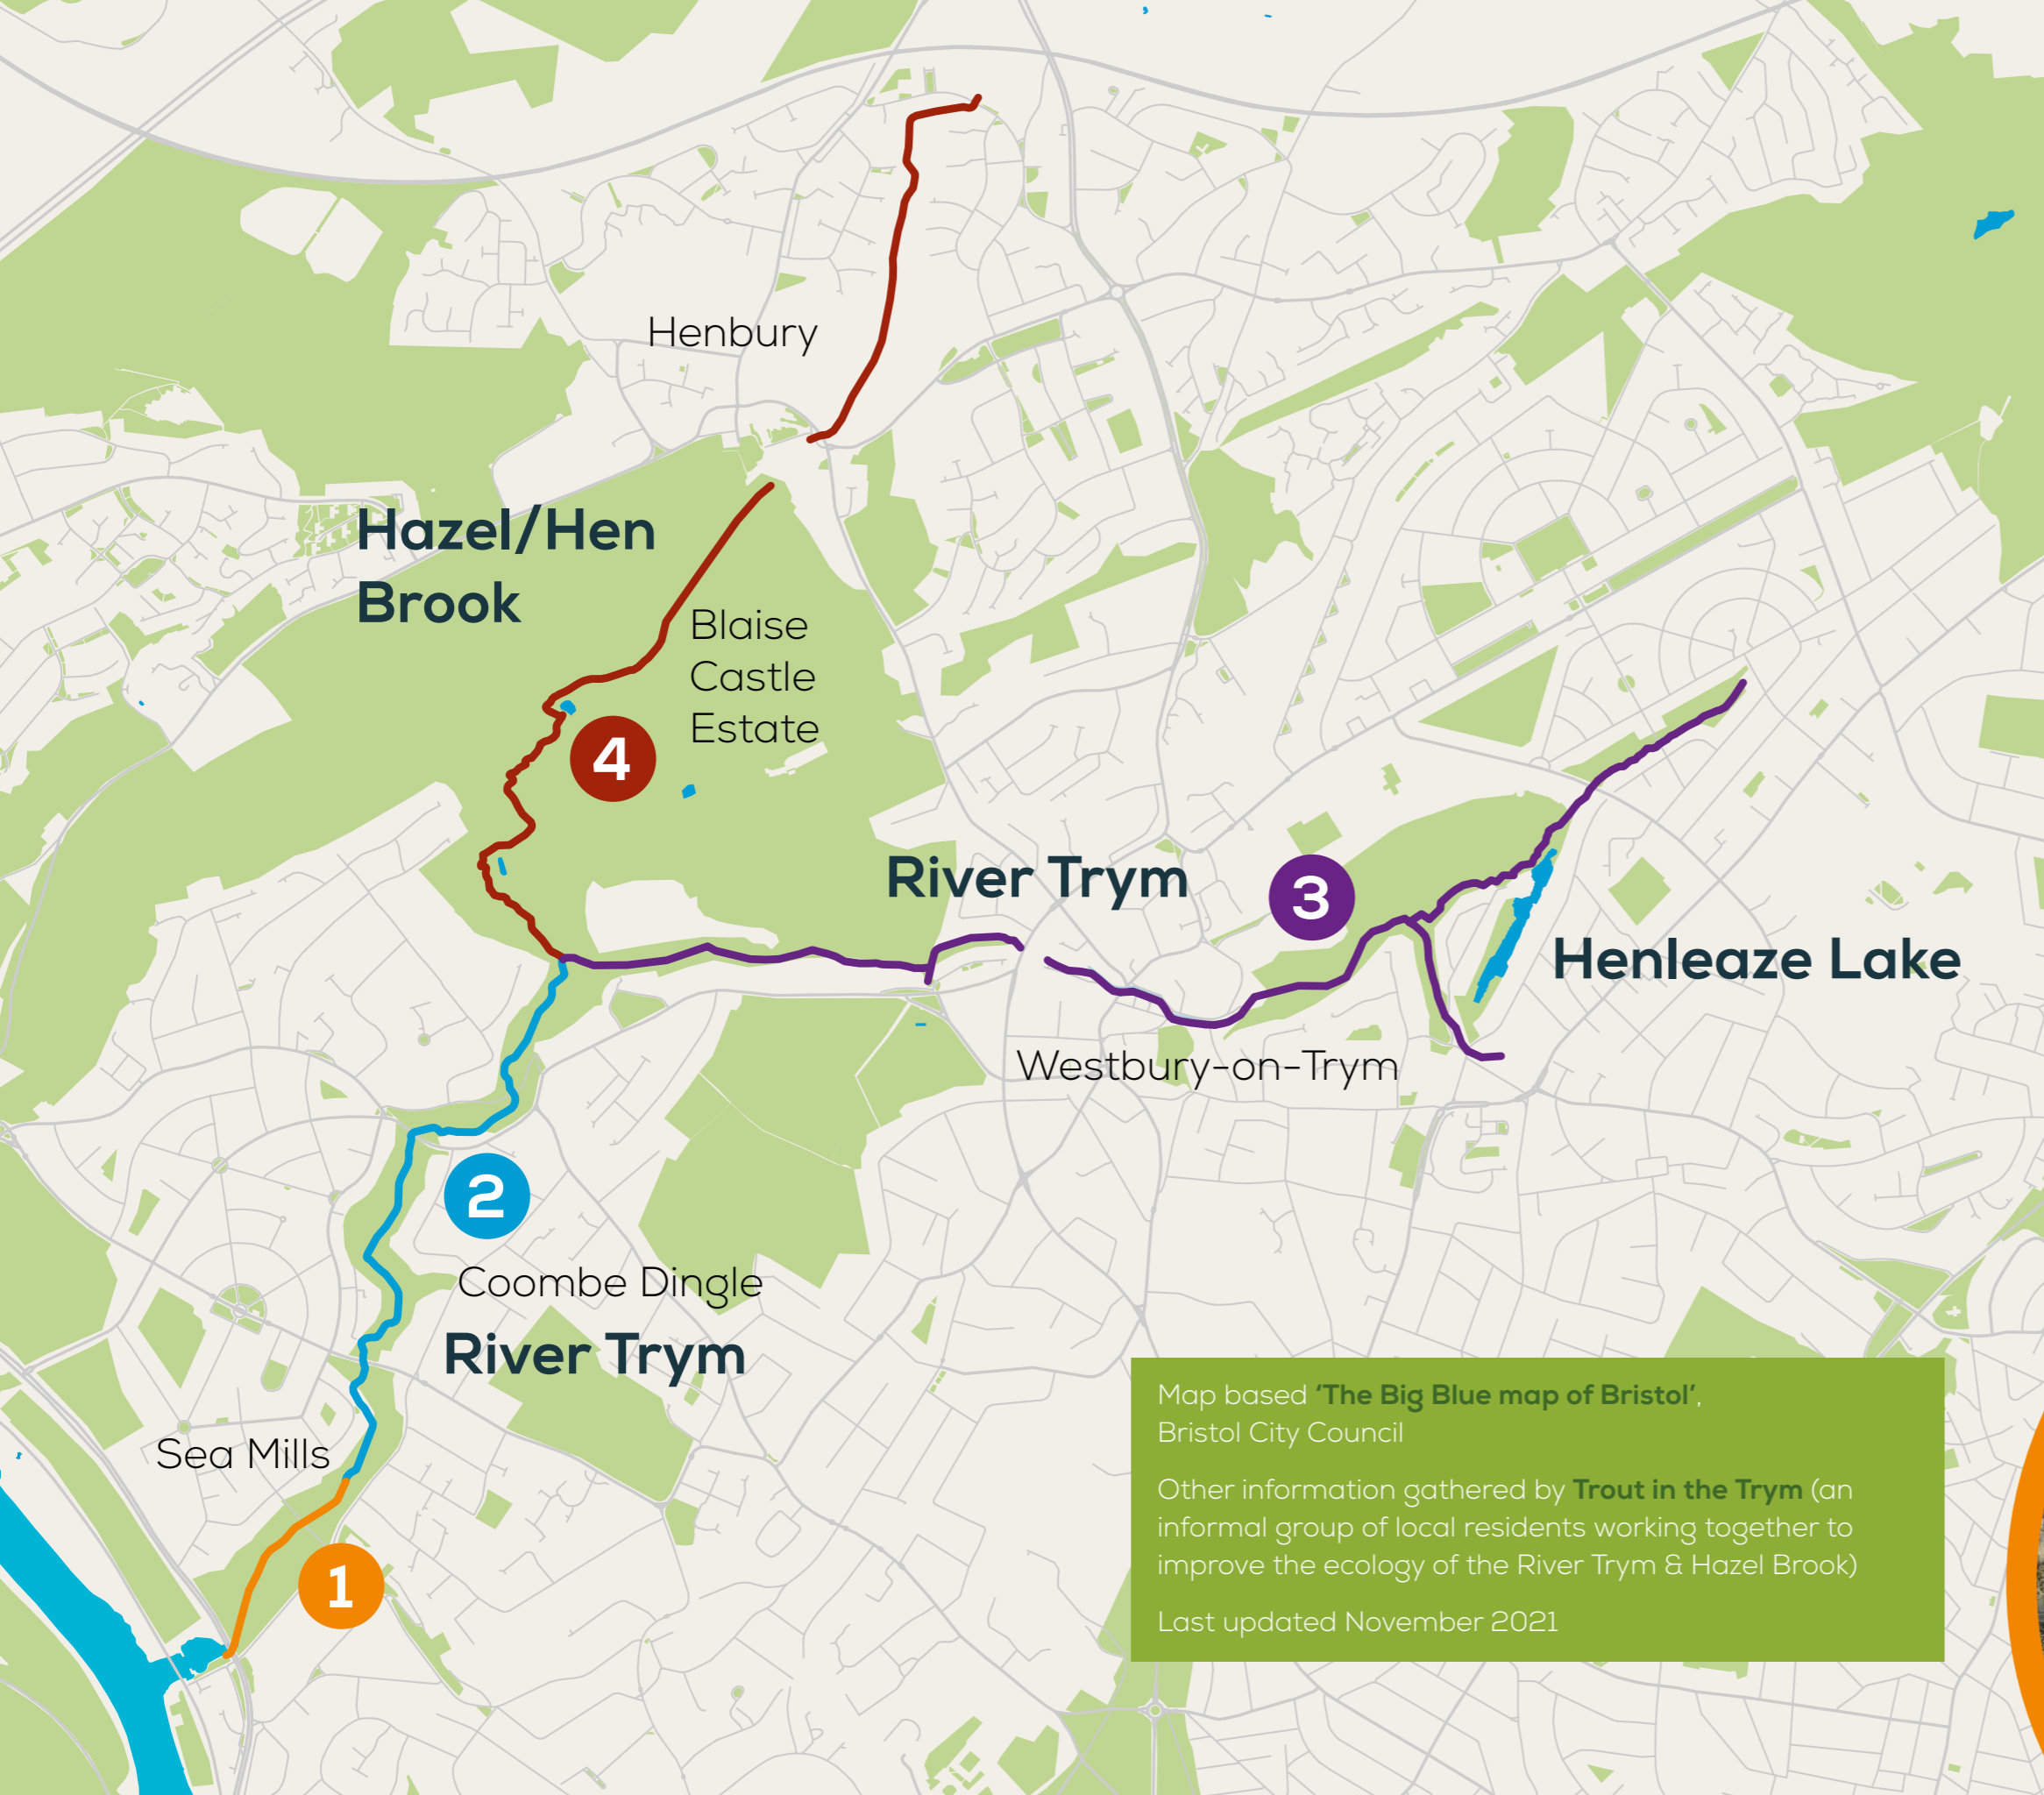 Henbury
Hazel/Hen
Brook
Blaise
Castle
Estate
4
River Trym
3
Henleaze Lake
Westbury-on-Trym
2
Coombe Dingle
River Trym
Sea Mills
1
Map based ‘The Big Blue map of Bristol’,
Bristol City Council
Other information gathered by Trout in the Trym (an
informal group of local residents working together to
improve the ecology of the River Trym & Hazel Brook)
Last updated November 2021